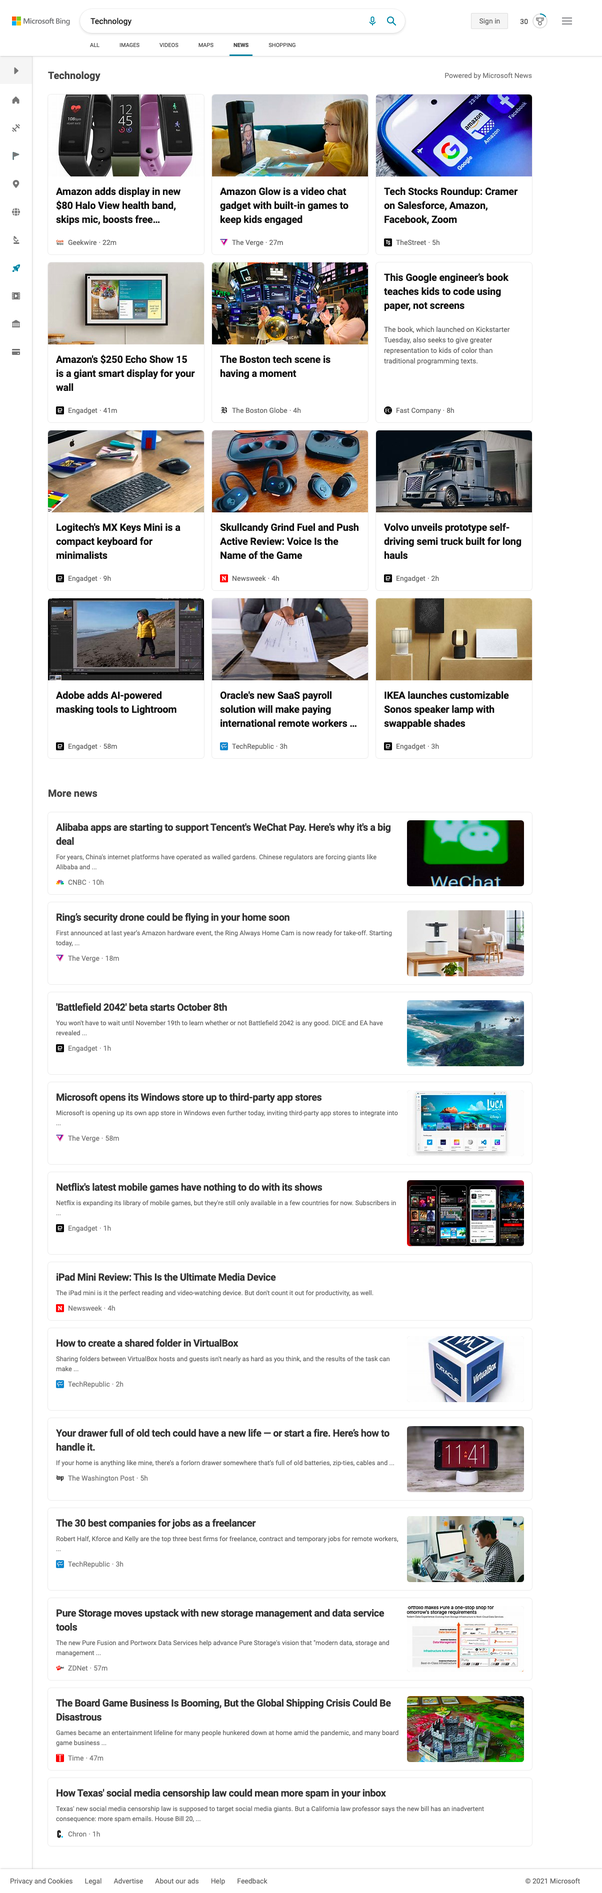 Microsoft Bing
Technology
Sign in
30
ALL
IMAGES
VIDEOS
MAPS
NEWS
SHOPPING
Technology
Powered by Microsoft News
12
45
Google
amazon
Amazon
Facebook
Amazon adds display in new
$80 Halo View health band,
skips mic, boosts free...
Geekwire · 22m
Amazon Glow is a video chat
gadget with built-in games to
keep kids engaged
The Verge · 27m
Tech Stocks Roundup: Cramer
on Salesforce, Amazon,
Facebook, Zoom
TheStreet · 5h
Amazon's $250 Echo Show 15
is a giant smart display for your
wall
Engadget · 41m
The Boston tech scene is
having a moment
The Boston Globe · 4h
This Google engineer's book
teaches kids to code using
paper, not screens
The book, which launched on Kickstarter
Tuesday, also seeks to give greater
representation to kids of color than
traditional programming texts.
Fast Company · 8h
Logitech's MX Keys Mini is a
compact keyboard for
minimalists
Engadget · 9h
Skullcandy Grind Fuel and Push
Active Review: Voice Is the
Name of the Game
Newsweek · 4h
Volvo unveils prototype self-
driving semi truck built for long
hauls
Engadget · 2h
Adobe adds AI-powered
masking tools to Lightroom
Engadget · 58m
Oracle's new SaaS payroll
solution will make paying
international remote workers ...
TechRepublic · 3h
IKEA launches customizable
Sonos speaker lamp with
swappable shades
Engadget · 3h
More news
Alibaba apps are starting to support Tencent's WeChat Pay. Here's why it's a big
deal
For years, China's internet platforms have operated as walled gardens. Chinese regulators are forcing giants like
Alibaba and ...
CNBC · 10h
WeChat
Ring's security drone could be flying in your home soon
First announced at last year's Amazon hardware event, the Ring Always Home Cam is now ready for take-off. Starting
today, ...
The Verge · 18m
'Battlefield 2042' beta starts October 8th
You won't have to wait until November 19th to learn whether or not Battlefield 2042 is any good. DICE and EA have
revealed ...
Engadget · 1h
Microsoft opens its Windows store up to third-party app stores
Microsoft is opening up its own app store in Windows even further today, inviting third-party app stores to integrate into
...
The Verge · 58m
LUCA
Netflix's latest mobile games have nothing to do with its shows
Netflix is expanding its library of mobile games, but they're still only available in a few countries for now. Subscribers in
...
Engadget · 1h
iPad Mini Review: This Is the Ultimate Media Device
The iPad mini is it the perfect reading and video-watching device. But don't count it out for productivity, as well.
Newsweek · 4h
How to create a shared folder in VirtualBox
Sharing folders between VirtualBox hosts and guests isn't nearly as hard as you think, and the results of the task can
make ...
TechRepublic · 2h
ORACLE
VirtualBox
Your drawer full of old tech could have a new life — or start a fire. Here's how to
handle it.
If your home is anything like mine, there's a forlorn drawer somewhere that's full of old batteries, zip-ties, cables and ...
The Washington Post · 5h
11:41
The 30 best companies for jobs as a freelancer
Robert Half, Kforce and Kelly are the top three best firms for freelance, contract and temporary jobs for remote workers,
...
TechRepublic · 3h
Pure Storage moves upstack with new storage management and data service
tools
The new Pure Fusion and Portworx Data Services help advance Pure Storage's vision that "modern data, storage and
management ...
ZDNet · 57m
The Board Game Business Is Booming, But the Global Shipping Crisis Could Be
Disastrous
Games became an entertainment lifeline for many people hunkered down at home amid the pandemic, and many board
game business ...
Time · 47m
How Texas' social media censorship law could mean more spam in your inbox
Texas' new social media censorship law is supposed to target social media giants. But a California law professor says the new bill has an inadvertent
consequence: more spam emails. House Bill 20, ...
Chron · 1h
Privacy and Cookies
Legal
Advertise
About our ads
Help
Feedback
© 2021 Microsoft